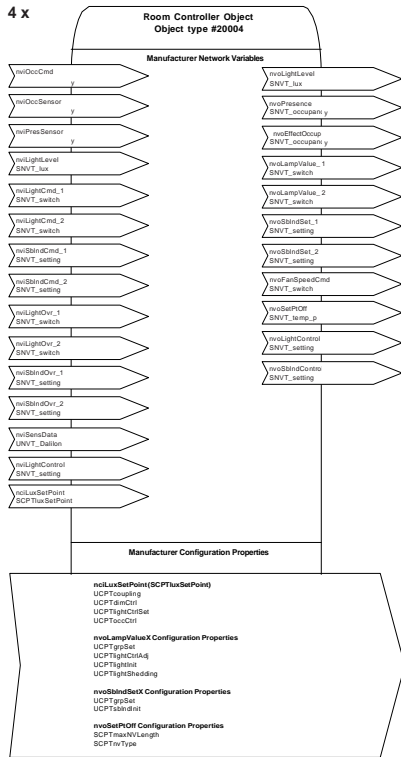 4 x
Room Controller Object
Object type #20004
Manufacturer Network Variables
nviOccCmd
y
nviOccSensor
y
nviPresSensor
y
nviLightLevel
SNVT_lux
nviLightCmd_1
SNVT_switch
nviLightCmd_2
SNVT_switch
nviSblndCmd_1
SNVT_setting
nviSblndCmd_2
SNVT_setting
nviLightOvr_1
SNVT_switch
nviLightOvr_2
SNVT_switch
nviSblndOvr_1
SNVT_setting
nviSblndOvr_2
SNVT_setting
nviSensData
UNVT_Dalilon
nviLightControl
SNVT_setting
nciLuxSetPoint
SCPTluxSetPoint
nvoLightLevel
SNVT_lux
nvoPresence
SNVT_occupancy
nvoEffectOccup
SNVT_occupancy
nvoLampValue_1
SNVT_switch
nvoLampValue_2
SNVT_switch
nvoSblndSet_1
SNVT_setting
nvoSblndSet_2
SNVT_setting
nvoFanSpeedCmd
SNVT_switch
nvoSetPtOff
SNVT_temp_p
nvoLightControl
SNVT_setting
nvoSblndContro
SNVT_setting
Manufacturer Configuration Properties
nciLuxSetPoint (SCPTluxSetPoint)
UCPTcoupling
UCPTdimCtrl
UCPTlightCtrlSet
UCPToccCtrl
nvoLampValueX Configuration Properties
UCPTgrpSet
UCPTlightCtrlAdj
UCPTlightInit
UCPTlightShedding
nvoSblndSetX Configuration Properties
UCPTgrpSet
UCPTsblndInit
nvoSetPtOff Configuration Properties
SCPTmaxNVLength
SCPTnvType